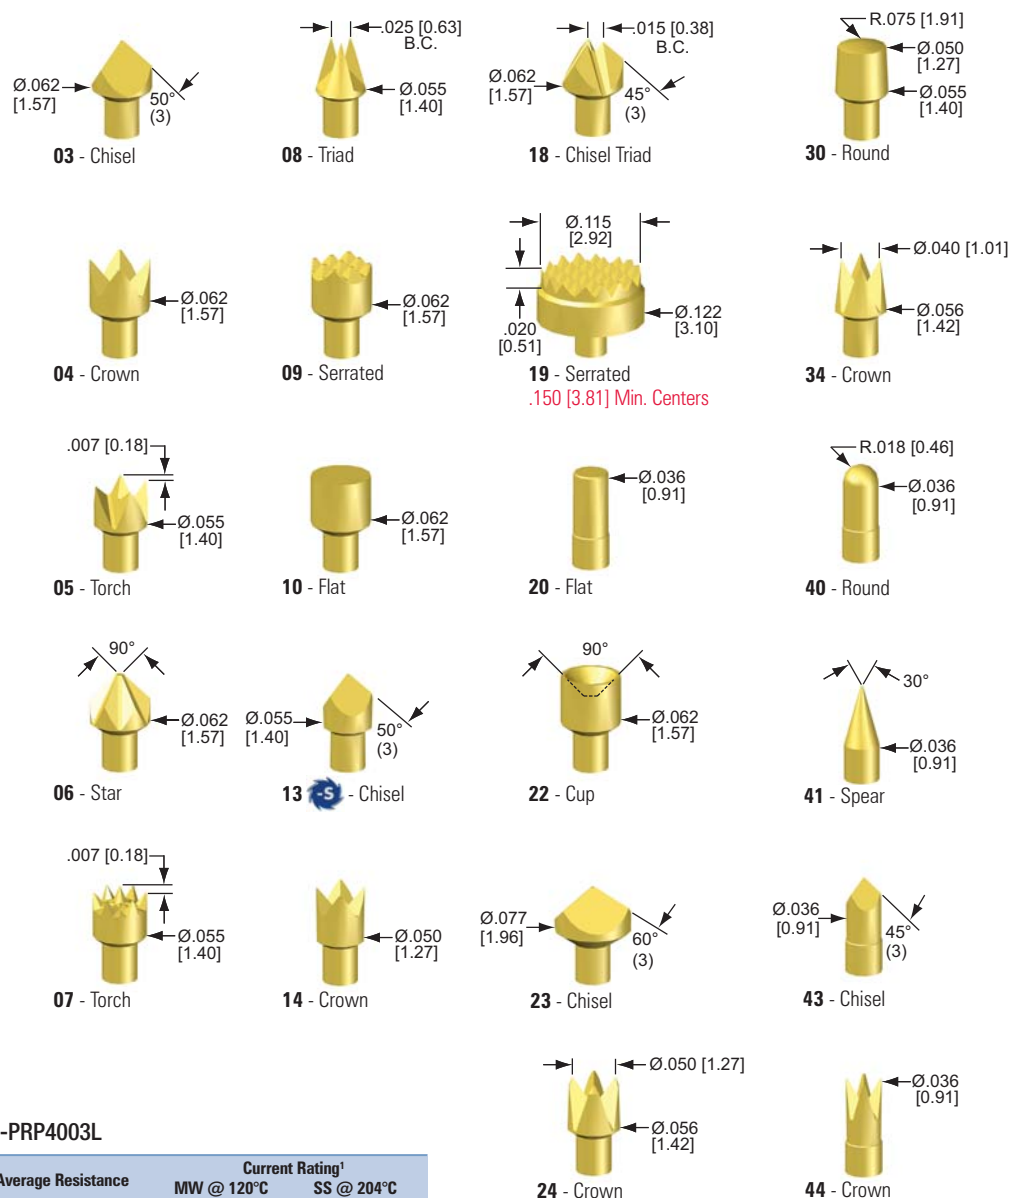 .025 [0.63]
B.C.
.015 [0.38]
B.C.
R.075 [1.91]
Ø.062
[1.57]
50°
(3)
Ø.055
[1.40]
Ø.062
[1.57]
45°
(3)
Ø.050
[1.27]
Ø.055
[1.40]
03 - Chisel
08 - Triad
18 - Chisel Triad
30 - Round
Ø.062
[1.57]
Ø.062
[1.57]
Ø.115
[2.92]
.020
[0.51]
Ø.122
[3.10]
Ø.040 [1.01]
Ø.056
[1.42]
04 - Crown
09 - Serrated
19 - Serrated
.150 [3.81] Min. Centers
34 - Crown
.007 [0.18]
Ø.055
[1.40]
Ø.062
[1.57]
Ø.036
[0.91]
R.018 [0.46]
Ø.036
[0.91]
05 - Torch
10 - Flat
20 - Flat
40 - Round
90°
Ø.062
[1.57]
Ø.055
[1.40]
50°
(3)
90°
Ø.062
[1.57]
30°
Ø.036
[0.91]
06 - Star
13 -S - Chisel
22 - Cup
41 - Spear
.007 [0.18]
Ø.055
[1.40]
Ø.050
[1.27]
Ø.077
[1.96]
60°
(3)
Ø.036
[0.91]
45°
(3)
07 - Torch
14 - Crown
23 - Chisel
43 - Chisel
Ø.050 [1.27]
Ø.056
[1.42]
Ø.036
[0.91]
24 - Crown
44 - Crown
-PRP4003L
Average Resistance
Current Rating¹
MW @ 120°C
SS @ 204°C